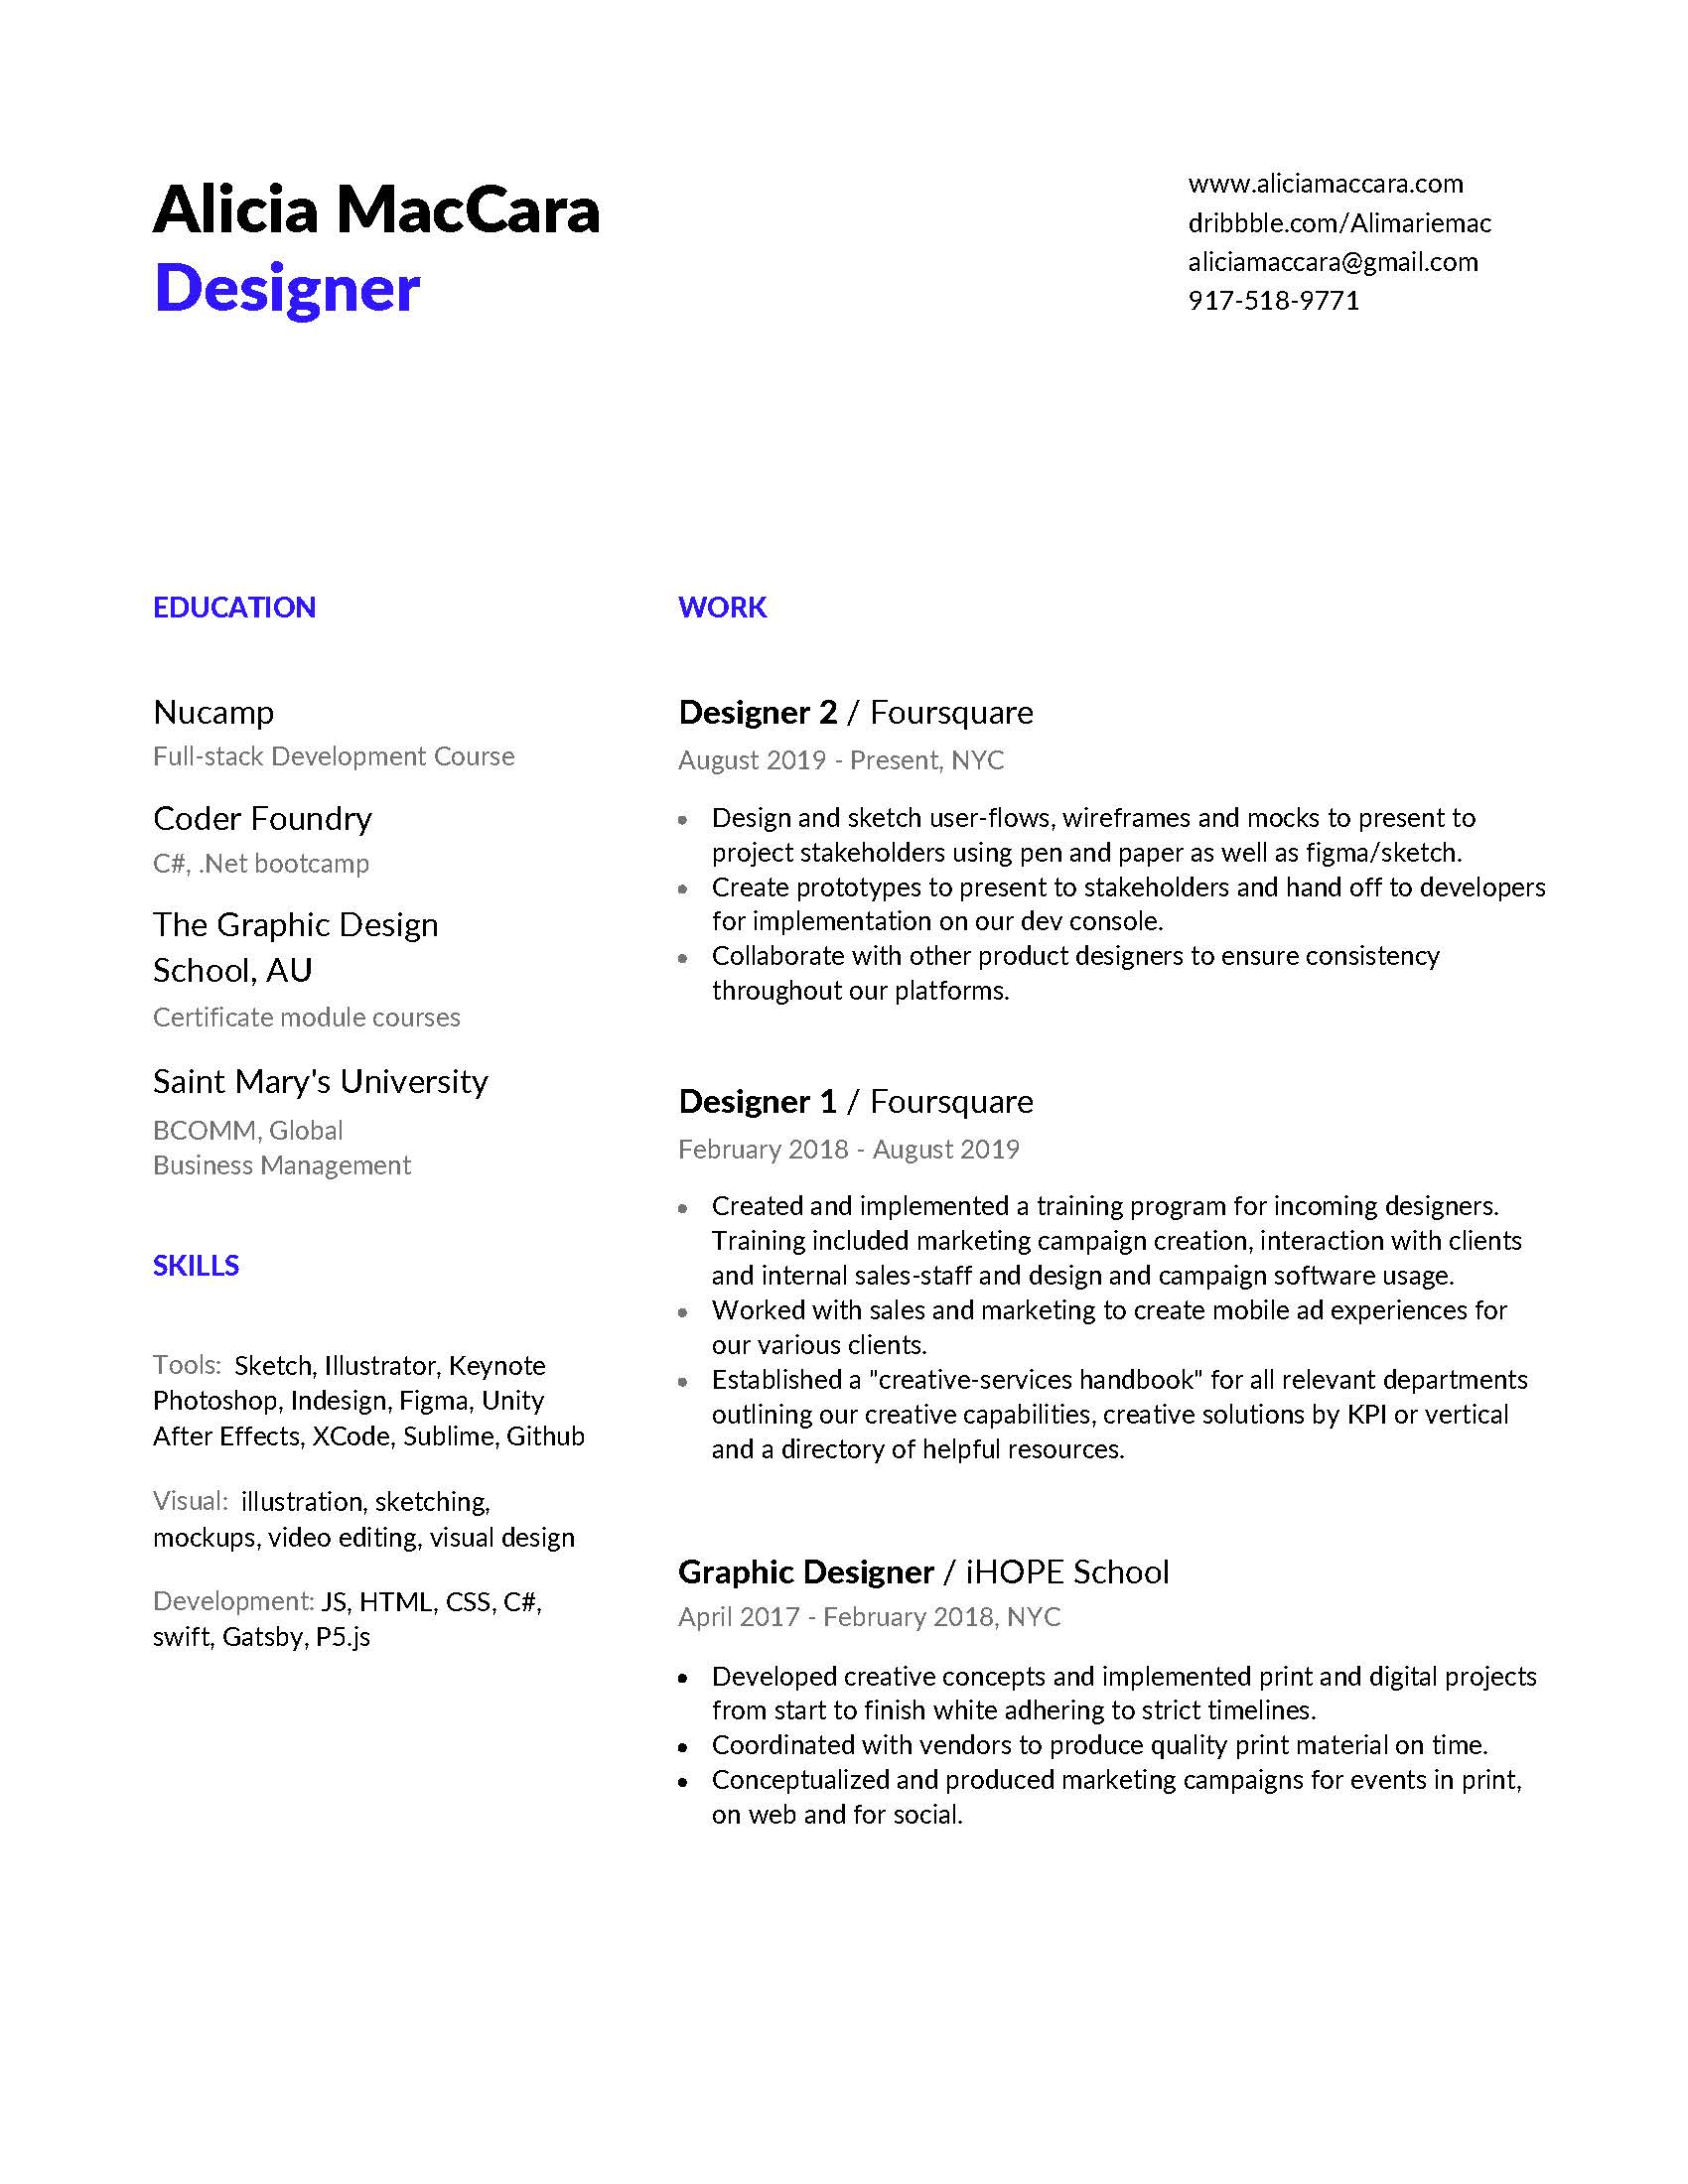 Alicia MacCara
Designer
www.aliciamaccara.com
dribbble.com/Alimariemac
aliciamaccara@gmail.com
917-518-9771
EDUCATION
Nucamp
Full-stack Development Course
Coder Foundry
C#, .Net bootcamp
The Graphic Design
School, AU
Certificate module courses
Saint Mary's University
BCOMM, Global
Business Management
SKILLS
Tools: Sketch, Illustrator, Keynote
Photoshop, Indesign, Figma, Unity
After Effects, XCode, Sublime, Github
Visual: illustration, sketching,
mockups, video editing, visual design
Development: JS, HTML, CSS, C#,
swift, Gatsby, P5.js
WORK
Designer 2 / Foursquare
August 2019 - Present, NYC
• Design and sketch user-flows, wireframes and mocks to present to
project stakeholders using pen and paper as well as figma/sketch.
• Create prototypes to present to stakeholders and hand off to developers
for implementation on our dev console.
• Collaborate with other product designers to ensure consistency
throughout our platforms.
Designer 1 / Foursquare
February 2018 - August 2019
• Created and implemented a training program for incoming designers.
Training included marketing campaign creation, interaction with clients
and internal sales-staff and design and campaign software usage.
• Worked with sales and marketing to create mobile ad experiences for
our various clients.
• Established a "creative-services handbook" for all relevant departments
outlining our creative capabilities, creative solutions by KPI or vertical
and a directory of helpful resources.
Graphic Designer / iHOPE School
April 2017 - February 2018, NYC
• Developed creative concepts and implemented print and digital projects
from start to finish white adhering to strict timelines.
• Coordinated with vendors to produce quality print material on time.
• Conceptualized and produced marketing campaigns for events in print,
on web and for social.